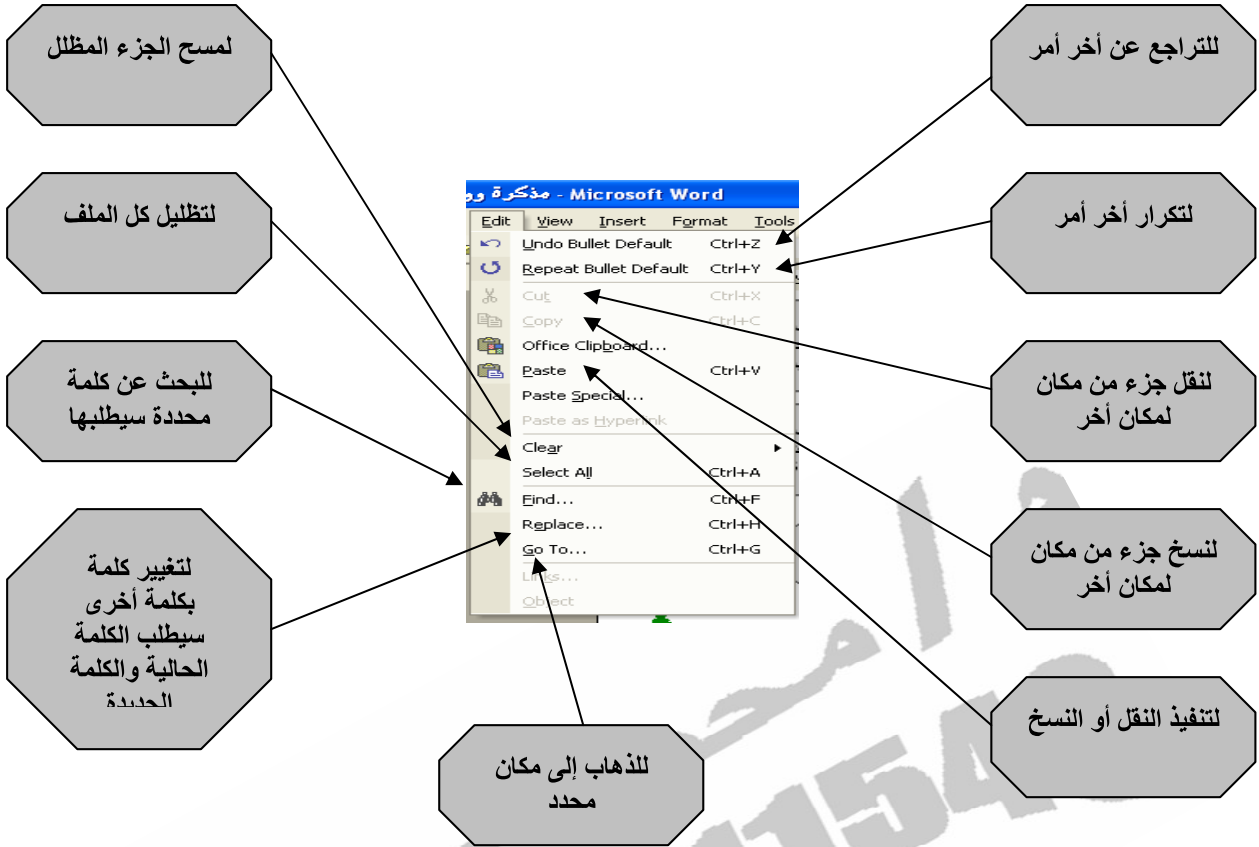 لمسح الجزء المظلل
للتراجع عن أخر أمر
لتظليل كل الملف
لتكرار أخر أمر
للبحث عن كلمة
محددة سيطلبها
لنقل جزء من مكان
لمكان أخر
لتغيير كلمة
بكلمة أخرى
سيطلب الكلمة
الحالية والكلمة
الجديدة
لنسخ جزء من مكان
لمكان أخر
للذهاب إلى مكان
محدد
لتنفيذ النقل أو النسخ
مذكرة وو - Microsoft Word
Edit View Insert Format Tools
Undo Bullet Default Ctrl+Z
Repeat Bullet Default Ctrl+Y
Cut Ctrl+X
Copy Ctrl+C
Office Clipboard...
Paste Ctrl+V
Paste Special...
Paste as Hyperlink
Clear
Select All Ctrl+A
Find... Ctrl+F
Replace... Ctrl+H
Go To... Ctrl+G
Links...
Object